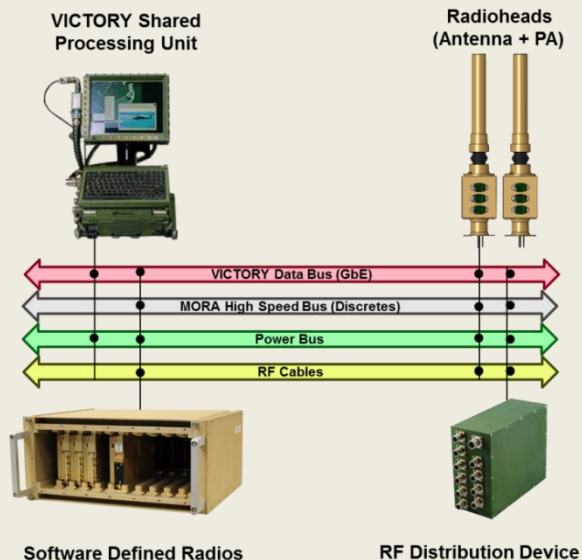 VICTORY Shared
Processing Unit
Radioheads
(Antenna + PA)
VICTORY Data Bus (GbE)
MORA High Speed Bus (Discretes)
Power Bus
RF Cables
Software Defined Radios
RF Distribution Device